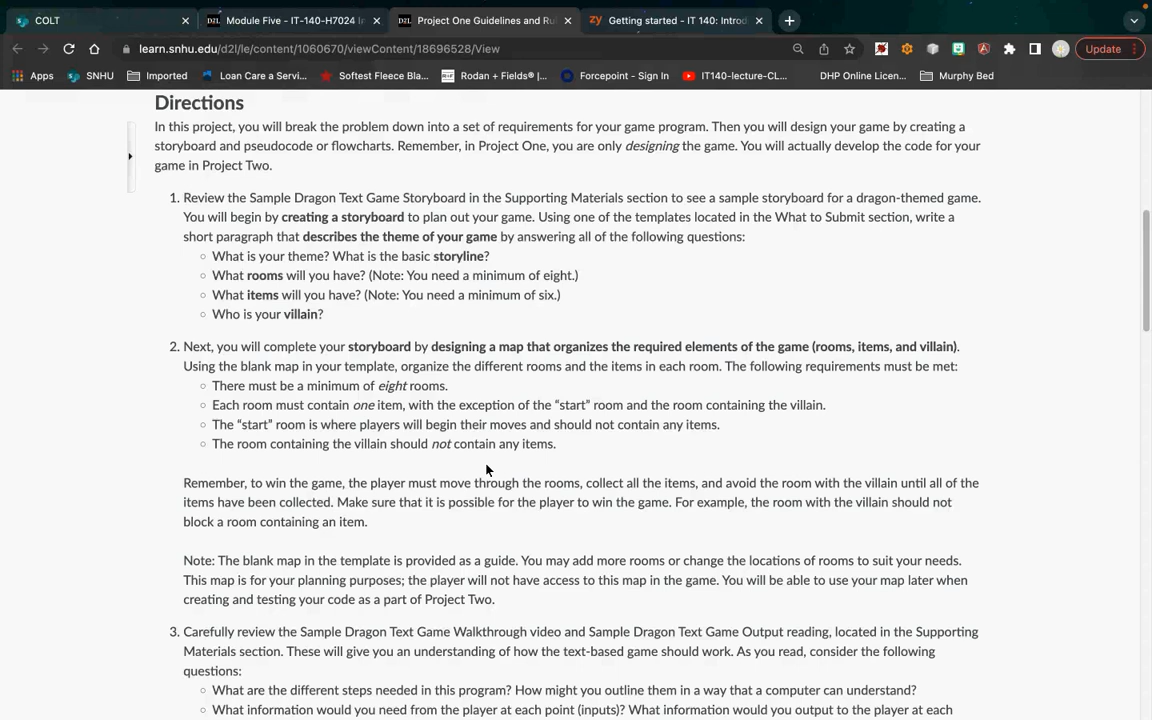 COLT
Module Five - IT-140-H7024 In
Project One Guidelines and Ru
Getting started - IT 140: Introd
learn.snhu.edu/d2l/le/content/1060670/viewContent/18696528/View
Update
Apps SNHU Imported Loan Care a Servi... Softest Fleece Bla... Rodan + Fields® |... Forcepoint - Sign In IT140-lecture-CL... DHP Online Licen... Murphy Bed
Directions
In this project, you will break the problem down into a set of requirements for your game program. Then you will design your game by creating a
storyboard and pseudocode or flowcharts. Remember, in Project One, you are only designing the game. You will actually develop the code for your
game in Project Two.
1. Review the Sample Dragon Text Game Storyboard in the Supporting Materials section to see a sample storyboard for a dragon-themed game.
You will begin by creating a storyboard to plan out your game. Using one of the templates located in the What to Submit section, write a
short paragraph that describes the theme of your game by answering all of the following questions:
What is your theme? What is the basic storyline?
What rooms will you have? (Note: You need a minimum of eight.)
What items will you have? (Note: You need a minimum of six.)
Who is your villain?
2. Next, you will complete your storyboard by designing a map that organizes the required elements of the game (rooms, items, and villain).
Using the blank map in your template, organize the different rooms and the items in each room. The following requirements must be met:
There must be a minimum of eight rooms.
Each room must contain one item, with the exception of the “start” room and the room containing the villain.
The “start” room is where players will begin their moves and should not contain any items.
The room containing the villain should not contain any items.
Remember, to win the game, the player must move through the rooms, collect all the items, and avoid the room with the villain until all of the
items have been collected. Make sure that it is possible for the player to win the game. For example, the room with the villain should not
block a room containing an item.
Note: The blank map in the template is provided as a guide. You may add more rooms or change the locations of rooms to suit your needs.
This map is for your planning purposes; the player will not have access to this map in the game. You will be able to use your map later when
creating and testing your code as a part of Project Two.
3. Carefully review the Sample Dragon Text Game Walkthrough video and Sample Dragon Text Game Output reading, located in the Supporting
Materials section. These will give you an understanding of how the text-based game should work. As you read, consider the following
questions:
What are the different steps needed in this program? How might you outline them in a way that a computer can understand?
What information would you need from the player at each point (inputs)? What information would you output to the player at each